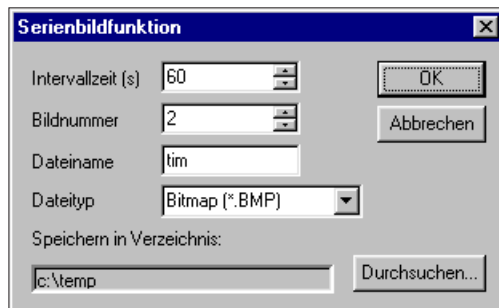 Serienbildfunktion
Intervallzeit (s) 60 OK
Bildnummer 2 Abbrechen
Dateiname tim
Dateityp Bitmap (*.BMP)
Speichern in Verzeichnis:
c:\temp Durchsuchen...